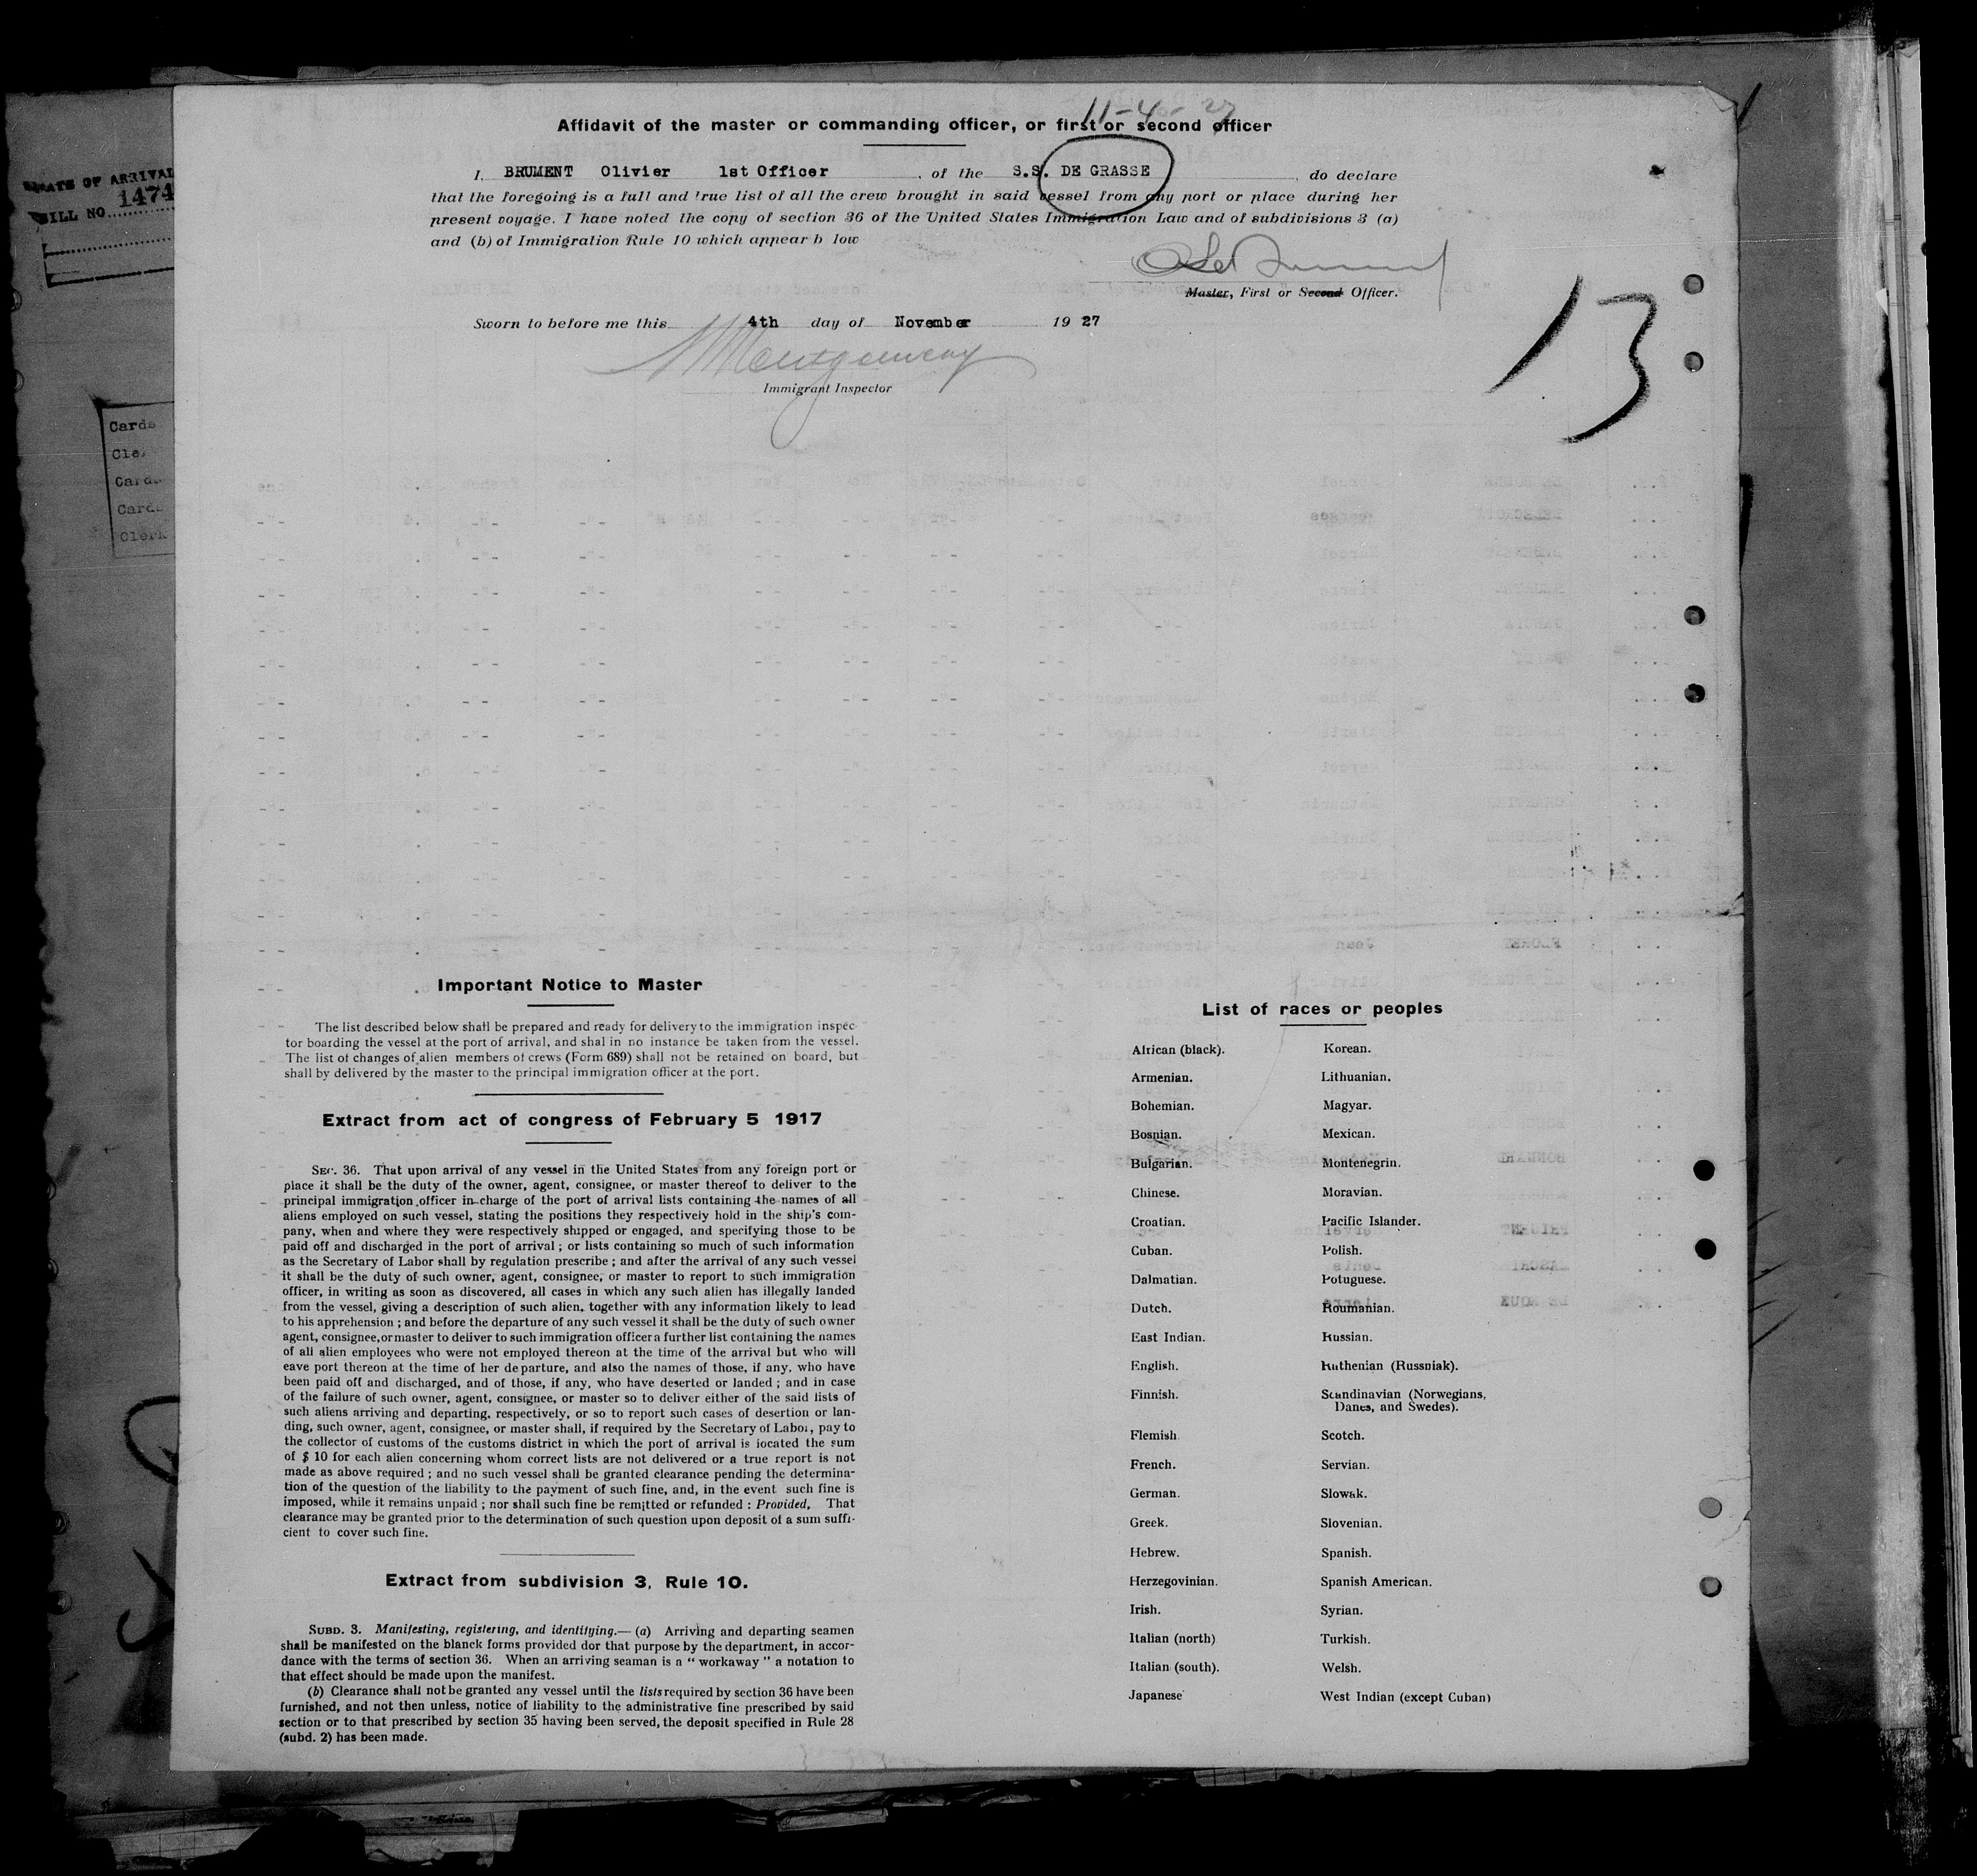 11-4-27
Affidavit of the master or commanding officer, or first or second officer
I, BRUMENT Olivier 1st Officer, of the S.S. DE GRASSE, do declare
that the foregoing is a full and true list of all the crew brought in said vessel from any port or place during her
present voyage. I have noted the copy of section 36 of the United States Immigration Law and of subdivisions 3 (a)
and (b) of Immigration Rule 10 which appear b low
Master, First or Second Officer.
Sworn to before me this 4th day of November 19 27
Montgomery
Immigrant Inspector
13
OF ARRIVAL
BILL NO. 1474
Cards
Cle
Card
Card
Clerk
Important Notice to Master
The list described below shall be prepared and ready for delivery to the immigration inspec-
tor boarding the vessel at the port of arrival, and shal in no instance be taken from the vessel.
The list of changes of alien members of crews (Form 689) shall not be retained on board, but
shall by delivered by the master to the principal immigration officer at the port.
Extract from act of congress of February 5 1917
SEC. 36. That upon arrival of any vessel in the United States from any foreign port or
place it shall be the duty of the owner, agent, consignee, or master thereof to deliver to the
principal immigration officer in charge of the port of arrival lists containing the names of all
aliens employed on such vessel, stating the positions they respectively hold in the ship's com-
pany, when and where they were respectively shipped or engaged, and specifying those to be
paid off and discharged in the port of arrival ; or lists containing so much of such information
as the Secretary of Labor shall by regulation prescribe ; and after the arrival of any such vessel
it shall be the duty of such owner, agent, consignee, or master to report to such immigration
officer, in writing as soon as discovered, all cases in which any such alien has illegally landed
from the vessel, giving a description of such alien, together with any information likely to lead
to his apprehension ; and before the departure of any such vessel it shall be the duty of such owner
agent, consignee, or master to deliver to such immigration officer a further list containing the names
of all alien employees who were not employed thereon at the time of the arrival but who will
eave port thereon at the time of her departure, and also the names of those, if any, who have
been paid off and discharged, and of those, if any, who have deserted or landed ; and in case
of the failure of such owner, agent, consignee, or master so to deliver either of the said lists of
such aliens arriving and departing, respectively, or so to report such cases of desertion or lan-
ding, such owner, agent, consignee, or master shall, if required by the Secretary of Labor, pay to
the collector of customs of the customs district in which the port of arrival is located the sum
of $ 10 for each alien concerning whom correct lists are not delivered or a true report is not
made as above required ; and no such vessel shall be granted clearance pending the determina-
tion of the question of the liability to the payment of such fine, and, in the event such fine is
imposed, while it remains unpaid ; nor shall such fine be remitted or refunded : Provided, That
clearance may be granted prior to the determination of such question upon deposit of a sum suffi-
cient to cover such fine.
Extract from subdivision 3, Rule 10.
SUBD. 3. Manifesting, registering, and identitying.— (a) Arriving and departing seamen
shall be manifested on the blanck forms provided dor that purpose by the department, in accor-
dance with the terms of section 36. When an arriving seaman is a “ workaway ” a notation to
that effect should be made upon the manifest.
(b) Clearance shall not be granted any vessel until the lists required by section 36 have been
furnished, and not then unless, notice of liability to the administrative fine prescribed by said
section or to that prescribed by section 35 having been served, the deposit specified in Rule 28
(subd. 2) has been made.
List of races or peoples
African (black). Korean.
Armenian. Lithuanian.
Bohemian. Magyar.
Bosnian. Mexican.
Bulgarian. Montenegrin.
Chinese. Moravian.
Croatian. Pacific Islander.
Cuban. Polish.
Dalmatian. Potuguese.
Dutch. Roumanian.
East Indian. Russian.
English. Ruthenian (Russniak).
Finnish. Scandinavian (Norwegians,
Danes, and Swedes).
Flemish Scotch.
French. Servian.
German. Slowak.
Greek. Slovenian.
Hebrew. Spanish.
Herzegovinian. Spanish American.
Irish. Syrian.
Italian (north) Turkish.
Italian (south). Welsh.
Japanese West Indian (except Cuban)